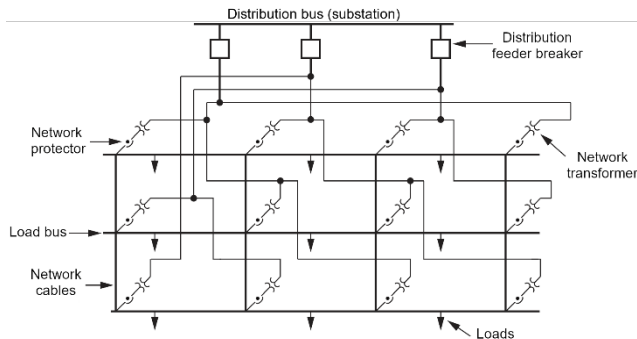 Distribution bus (substation)
Distribution
feeder breaker
Network
protector
Network
transformer
Load bus
Network
cables
Loads